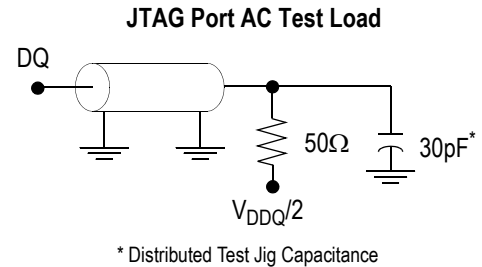 JTAG Port AC Test Load
DQ
50Ω
30pF*
VDDQ/2
* Distributed Test Jig Capacitance